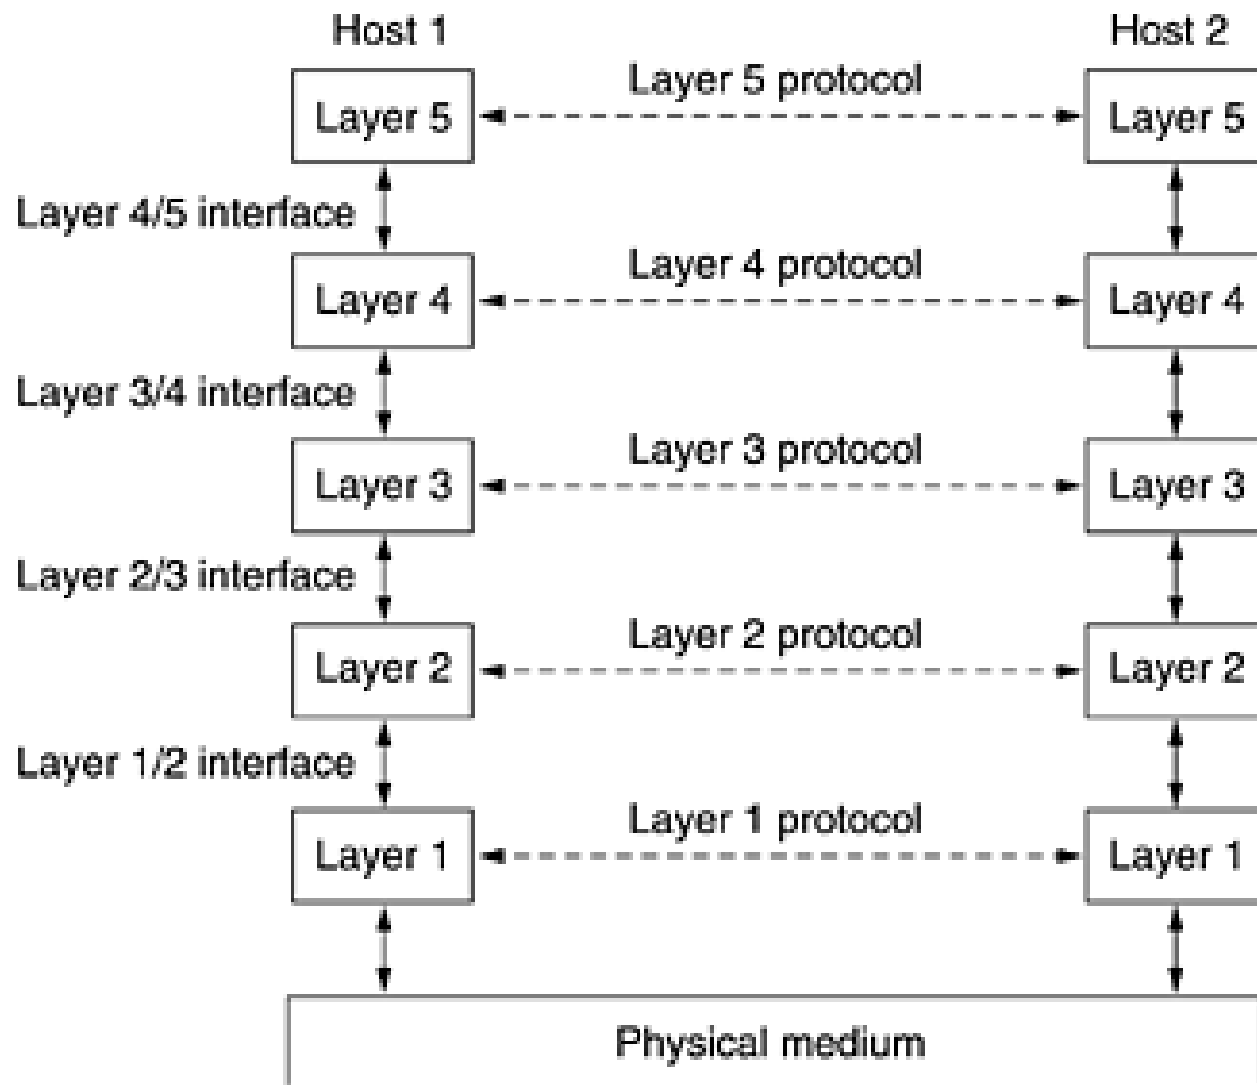 Host 1
Host 2
Layer 5 protocol
Layer 5
Layer 5
Layer 4/5 interface
Layer 4 protocol
Layer 4
Layer 4
Layer 3/4 interface
Layer 3 protocol
Layer 3
Layer 3
Layer 2/3 interface
Layer 2 protocol
Layer 2
Layer 2
Layer 1/2 interface
Layer 1 protocol
Layer 1
Layer 1
Physical medium